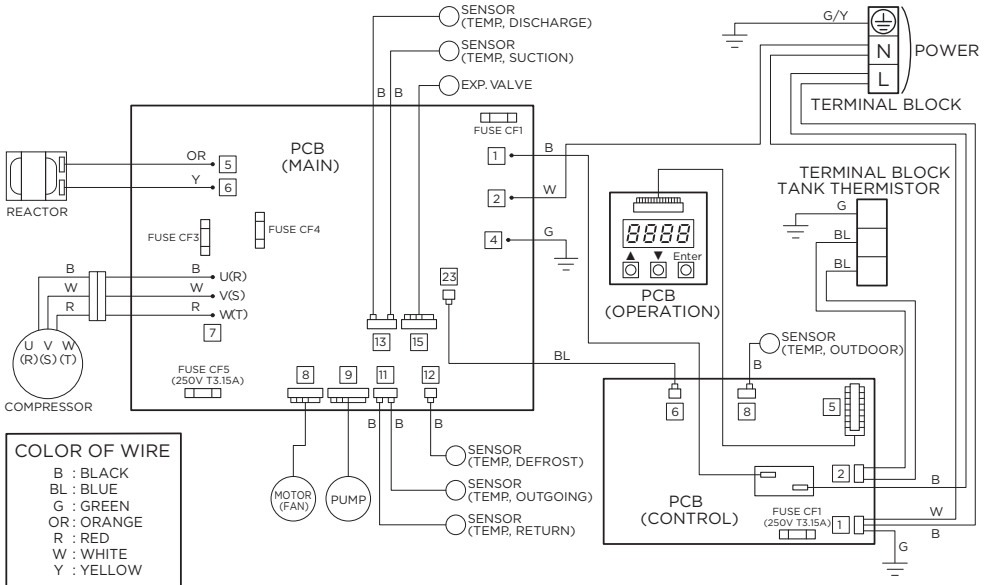 SENSOR
(TEMP., DISCHARGE)
SENSOR
(TEMP., SUCTION)
EXP. VALVE
B B
G/Y
N
L
POWER
TERMINAL BLOCK
PCB
(MAIN)
FUSE CF1
1
B
2
W
4
G
OR
5
Y
6
REACTOR
FUSE CF3
FUSE CF4
B
B
U(R)
W
W
V(S)
R
R
W(T)
7
U V W
(R)(S)(T)
COMPRESSOR
FUSE CF5
(250V T3.15A)
8
9
11
12
13
15
23
B B
B
BL
MOTOR
(FAN)
PUMP
SENSOR
(TEMP., DEFROST)
SENSOR
(TEMP., OUTGOING)
SENSOR
(TEMP., RETURN)
8888
▲ ▼ Enter
PCB
(OPERATION)
TERMINAL BLOCK
TANK THERMISTOR
G
BL
BL
SENSOR
(TEMP., OUTDOOR)
B
6
8
5
2
B
PCB
(CONTROL)
FUSE CF1
(250V T3.15A)
1
W
B
G
COLOR OF WIRE
B : BLACK
BL : BLUE
G : GREEN
OR : ORANGE
R : RED
W : WHITE
Y : YELLOW